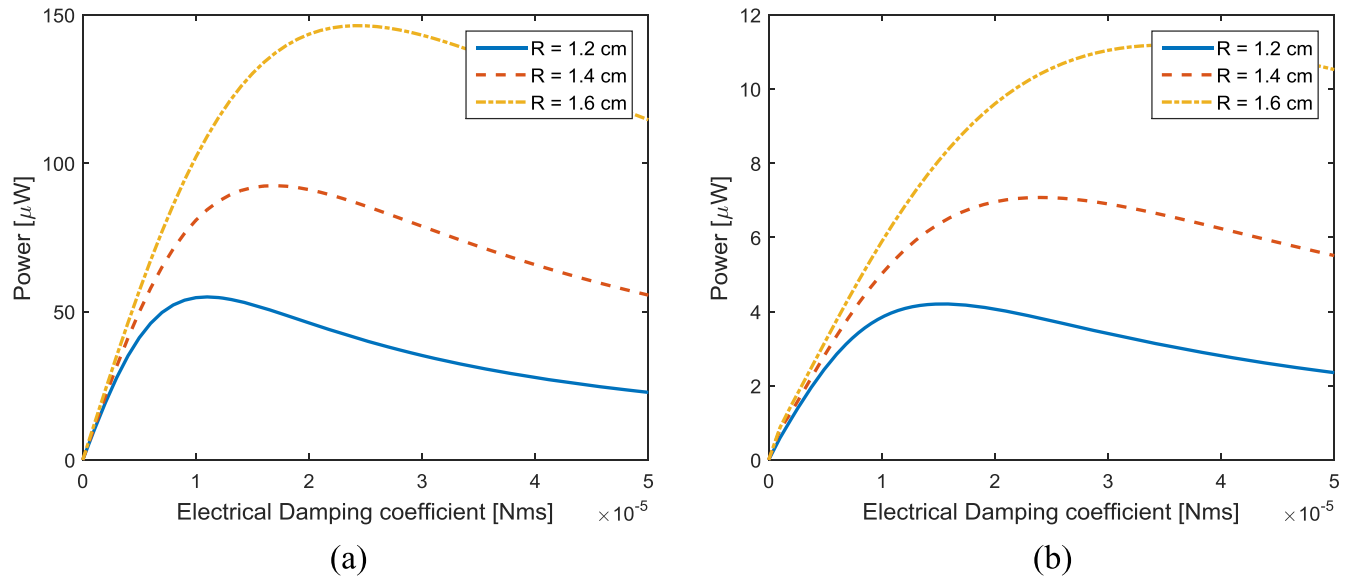 150
100
50
0
Power [μW]
R = 1.2 cm
R = 1.4 cm
R = 1.6 cm
0 1 2 3 4 5
Electrical Damping coefficient [Nms]
×10-5
(a)
12
10
8
6
4
2
0
Power [μW]
R = 1.2 cm
R = 1.4 cm
R = 1.6 cm
0 1 2 3 4 5
Electrical Damping coefficient [Nms]
×10-5
(b)